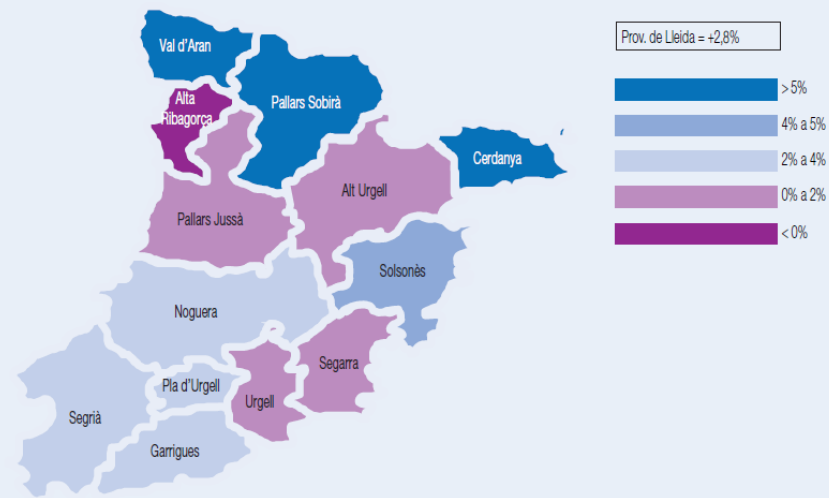 Val d'Aran
Prov. de Lleida = +2,8%
Alta
Ribagorça
Pallars Sobirà
> 5%
4% a 5%
Cerdanya
2% a 4%
Alt Urgell
0% a 2%
Pallars Jussà
< 0%
Solsonès
Noguera
Segarra
Pla d'Urgell
Urgell
Segrià
Garrigues